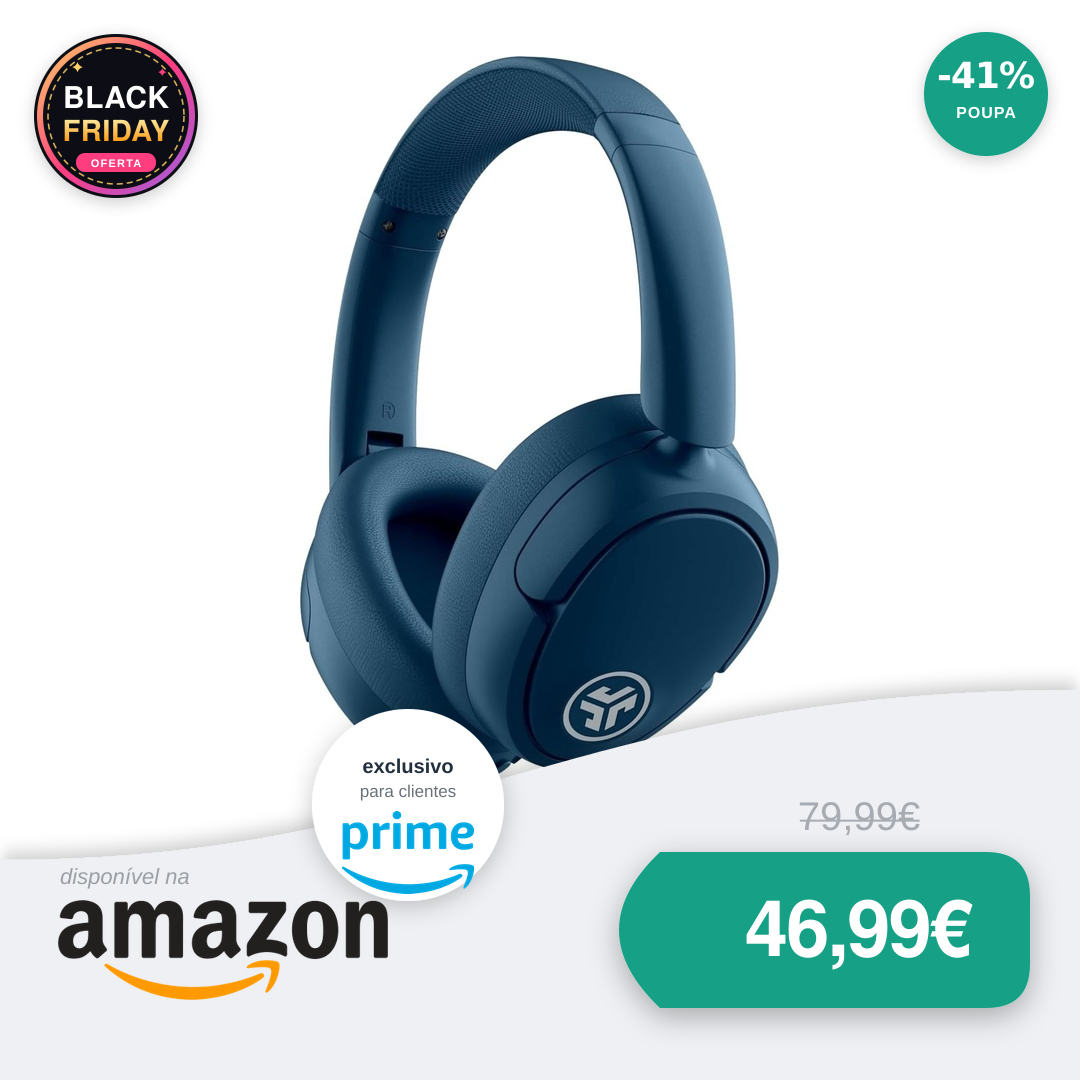 BLACK
FRIDAY
OFERTA
-41%
POUPA
R
exclusivo
para clientes
prime
79,99€
disponível na
amazon
46,99€